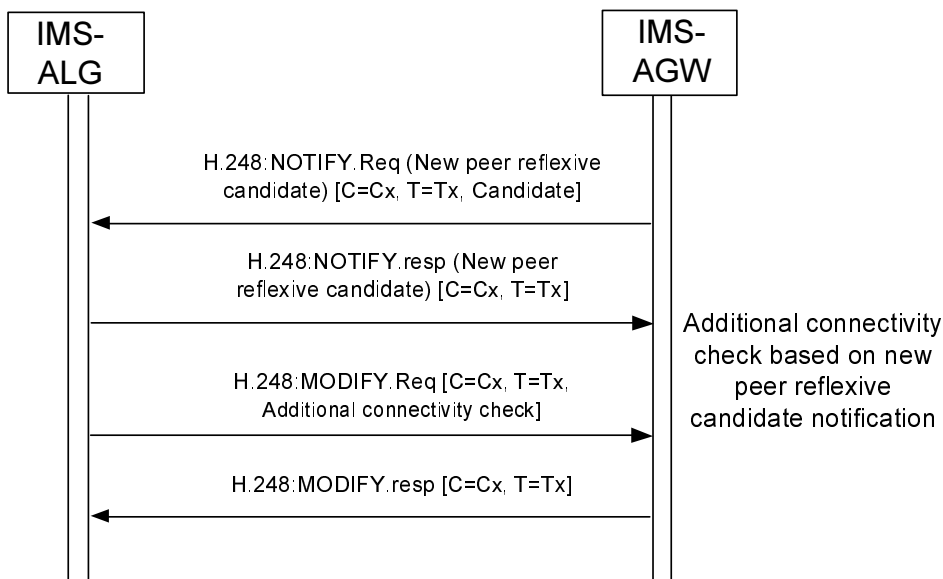 IMS-
ALG
IMS-
AGW
H.248:NOTIFY.Req (New peer reflexive
candidate) [C=Cx, T=Tx, Candidate]
H.248:NOTIFY.resp (New peer
reflexive candidate) [C=Cx, T=Tx]
H.248:MODIFY.Req [C=Cx, T=Tx,
Additional connectivity check]
H.248:MODIFY.resp [C=Cx, T=Tx]
Additional connectivity
check based on new
peer reflexive
candidate notification